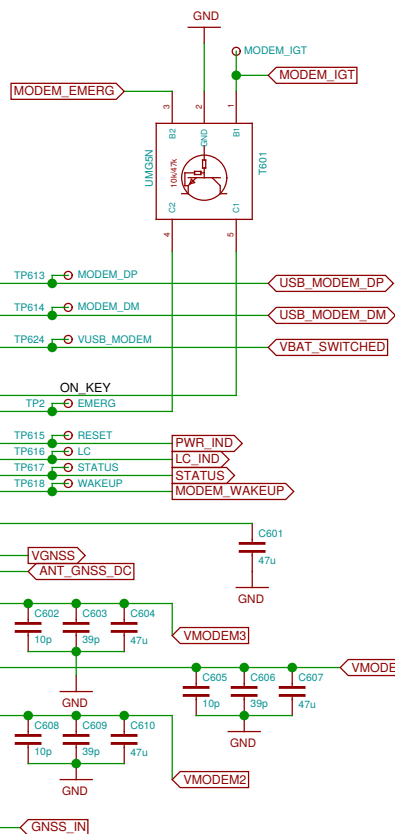 GND
MODEM_IGT
MODEM_IGT
MODEM_EMERG
3 2 1
B2 GND B1
UMG5N 10k/47k T601
C2 C1
4 5
TP613 MODEM_DP USB_MODEM_DP
TP614 MODEM_DM USB_MODEM_DM
TP624 VUSB_MODEM VBAT_SWITCHED
ON_KEY
TP2 EMERG
TP615 RESET PWR_IND
TP616 LC LC_IND
TP617 STATUS STATUS
TP618 WAKEUP MODEM_WAKEUP
C601
VGNSS
47u
ANT_GNSS_DC
GND
C602 C603 C604
10p 39p 47u
VMODEM3
VMODE
C605 C606 C607
10p 39p 47u
GND
C608 C609 C610
GND
10p 39p 47u
VMODEM2
GND
GNSS_IN